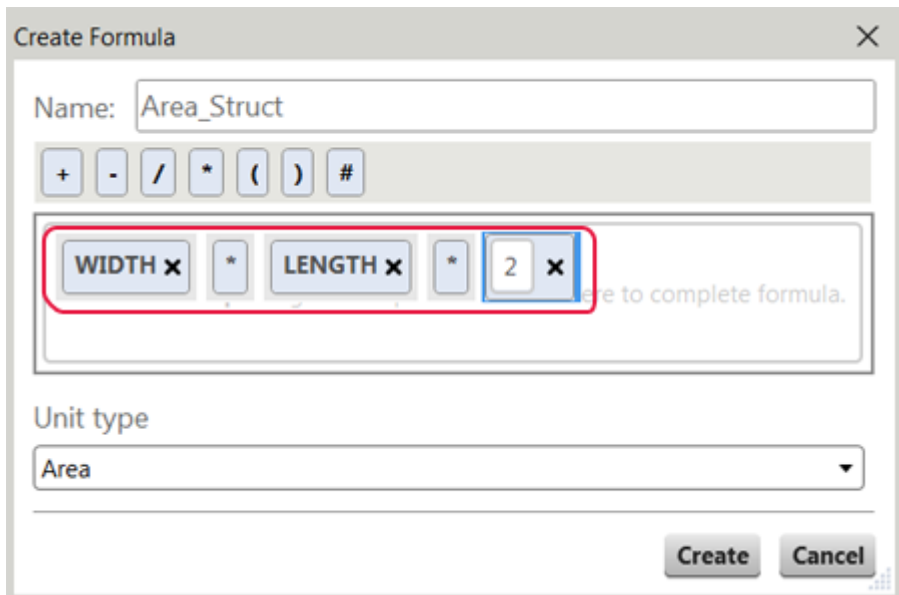 Create Formula
Name: Area_Struct
+ - / * ( ) #
WIDTH × * LENGTH × * 2 ×
to complete formula.
Unit type
Area
Create Cancel